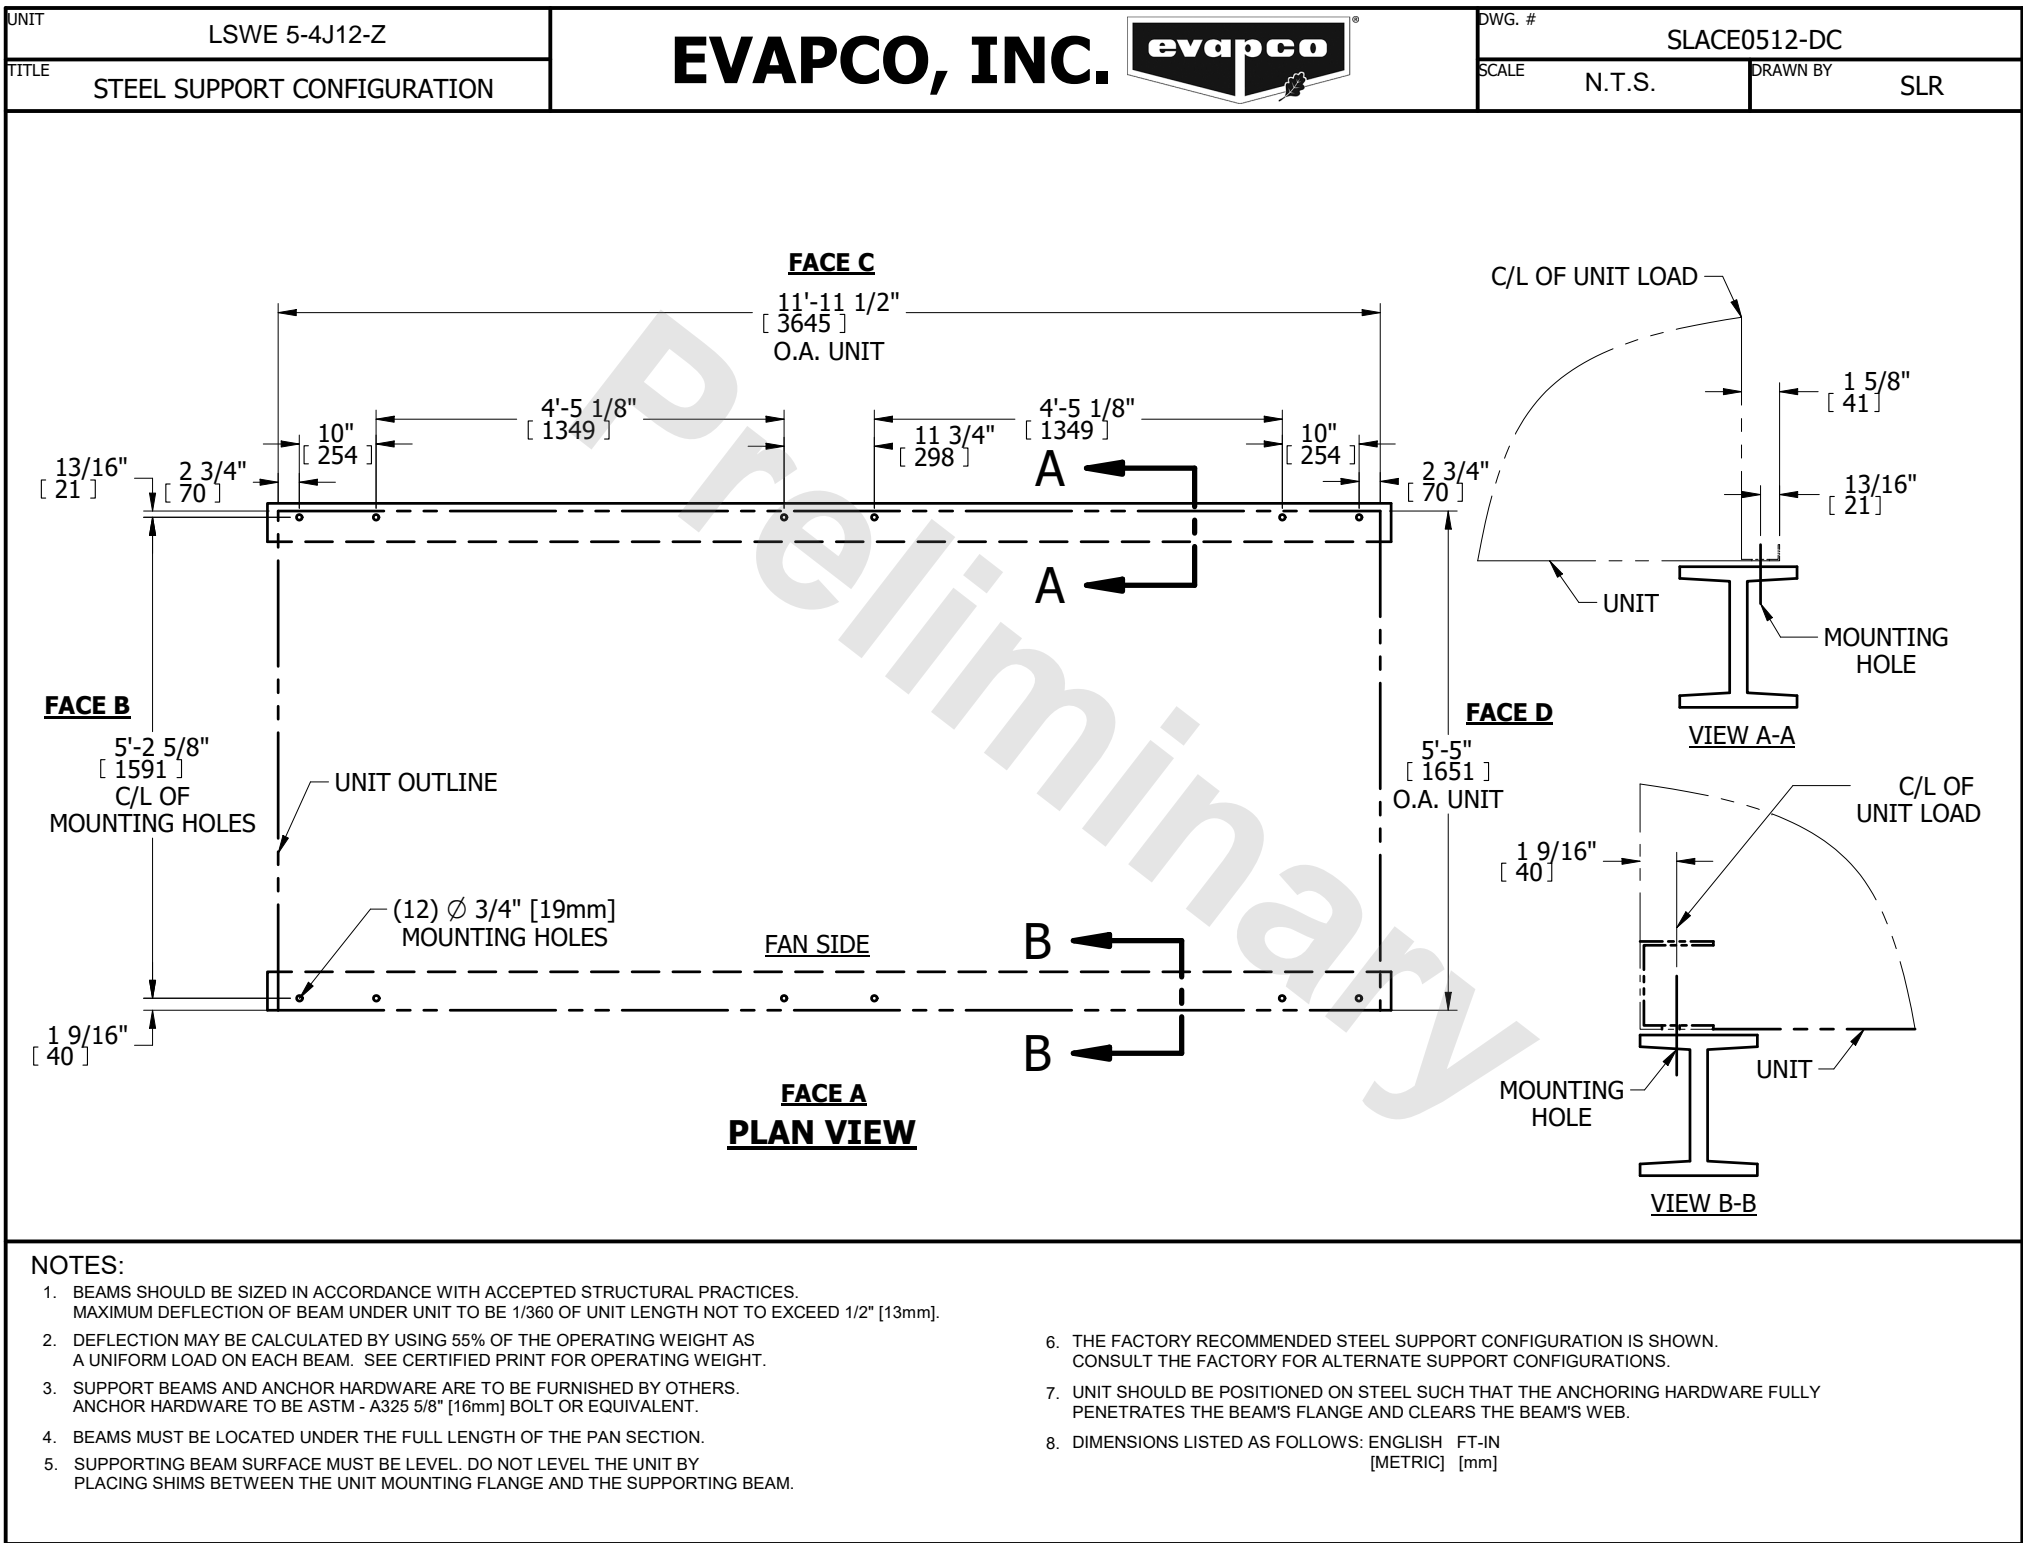 UNIT
LSWE 5-4J12-Z
TITLE
STEEL SUPPORT CONFIGURATION
EVAPCO, INC.
evapco
®
DWG. #
SLACE0512-DC
SCALE
N.T.S.
DRAWN BY
SLR
FACE C
11'-11 1/2"
[ 3645 ]
O.A. UNIT
4'-5 1/8"
[ 1349 ]
4'-5 1/8"
[ 1349 ]
10"
[ 254 ]
11 3/4"
[ 298 ]
10"
[ 254 ]
13/16"
[ 21 ]
2 3/4"
[ 70 ]
2 3/4"
[ 70 ]
A
A
FACE B
5'-2 5/8"
[ 1591 ]
C/L OF
MOUNTING HOLES
UNIT OUTLINE
FACE D
5'-5"
[ 1651 ]
O.A. UNIT
(12) ∅ 3/4" [19mm]
MOUNTING HOLES
FAN SIDE
B
B
1 9/16"
[ 40 ]
FACE A
PLAN VIEW
Preliminary
C/L OF UNIT LOAD
1 5/8"
[ 41 ]
13/16"
[ 21 ]
UNIT
MOUNTING
HOLE
VIEW A-A
C/L OF
UNIT LOAD
1 9/16"
[ 40 ]
UNIT
MOUNTING
HOLE
VIEW B-B
NOTES:
1. BEAMS SHOULD BE SIZED IN ACCORDANCE WITH ACCEPTED STRUCTURAL PRACTICES.
MAXIMUM DEFLECTION OF BEAM UNDER UNIT TO BE 1/360 OF UNIT LENGTH NOT TO EXCEED 1/2" [13mm].
2. DEFLECTION MAY BE CALCULATED BY USING 55% OF THE OPERATING WEIGHT AS
A UNIFORM LOAD ON EACH BEAM. SEE CERTIFIED PRINT FOR OPERATING WEIGHT.
3. SUPPORT BEAMS AND ANCHOR HARDWARE ARE TO BE FURNISHED BY OTHERS.
ANCHOR HARDWARE TO BE ASTM - A325 5/8" [16mm] BOLT OR EQUIVALENT.
4. BEAMS MUST BE LOCATED UNDER THE FULL LENGTH OF THE PAN SECTION.
5. SUPPORTING BEAM SURFACE MUST BE LEVEL. DO NOT LEVEL THE UNIT BY
PLACING SHIMS BETWEEN THE UNIT MOUNTING FLANGE AND THE SUPPORTING BEAM.
6. THE FACTORY RECOMMENDED STEEL SUPPORT CONFIGURATION IS SHOWN.
CONSULT THE FACTORY FOR ALTERNATE SUPPORT CONFIGURATIONS.
7. UNIT SHOULD BE POSITIONED ON STEEL SUCH THAT THE ANCHORING HARDWARE FULLY
PENETRATES THE BEAM'S FLANGE AND CLEARS THE BEAM'S WEB.
8. DIMENSIONS LISTED AS FOLLOWS: ENGLISH FT-IN
[METRIC] [mm]